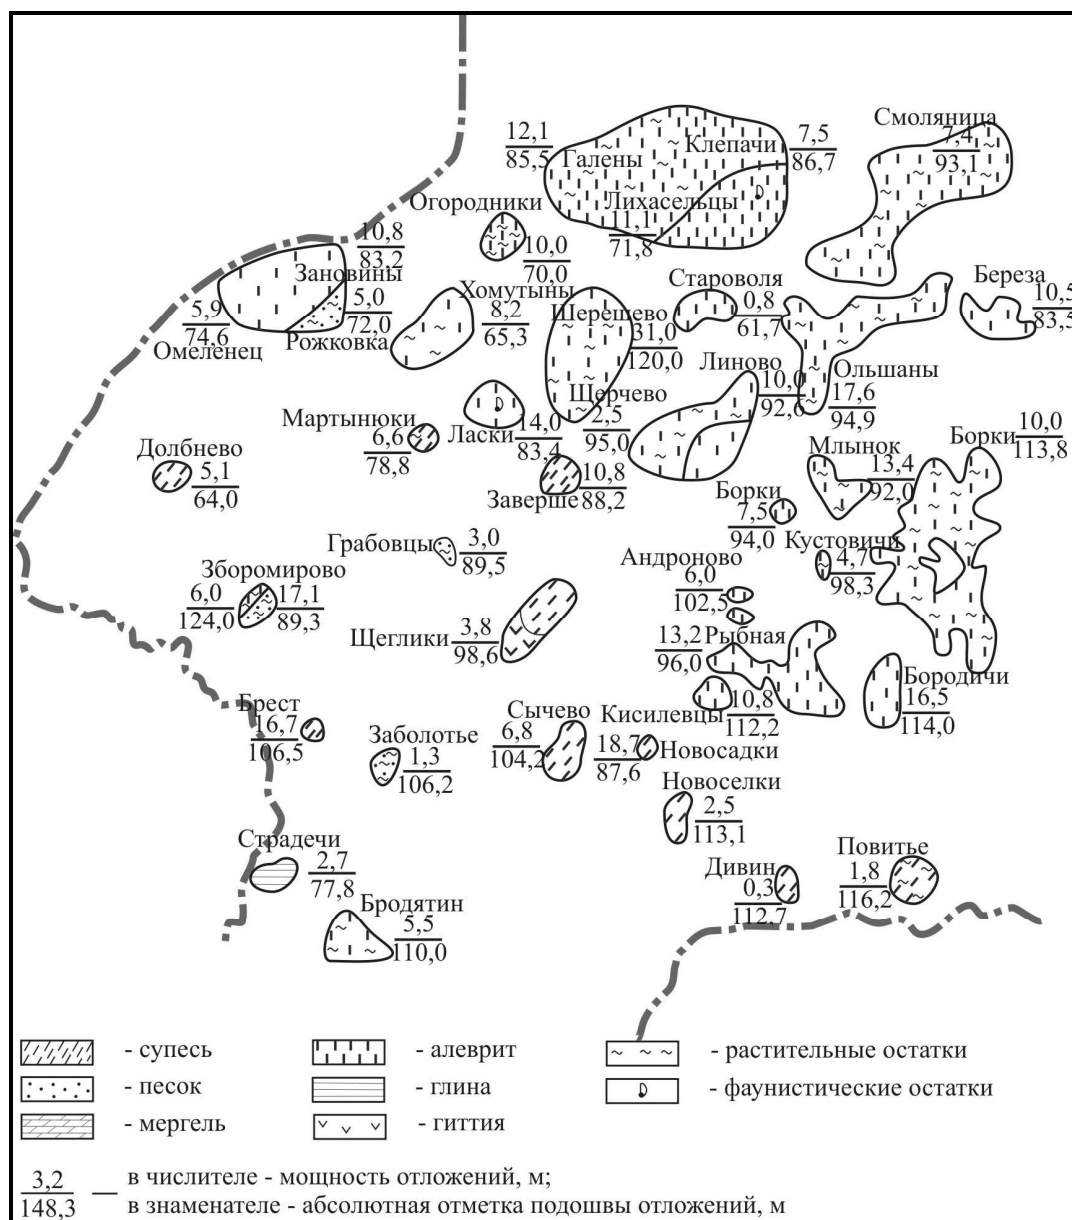 Смоляница
7,4
93,1
12,1
85,5
Галены
Клепачи
7,5
86,7
Лихасельцы
11,1
71,8
Огородники
10,0
70,0
10,8
83,2
Зановины
5,0
72,0
5,9
74,6
Омеленец
Рожковка
Хомутыны
8,2
65,3
Шерешево
31,0
120,0
Староволя
0,8
61,7
Береза
10,5
83,5
Линово
10,0
92,6
Ольшаны
17,6
94,9
Щерчево
2,5
95,0
Мартынюки
6,6
78,8
Ласки
14,0
83,4
Долбнево
5,1
64,0
Заверше
10,8
88,2
Млынок
13,4
92,0
Борки
10,0
113,8
Борки
7,5
94,0
Кустовичи
4,7
98,3
Грабовцы
3,0
89,5
Андроново
6,0
102,5
Зборомирово
6,0
124,0
17,1
89,3
Щеглики
3,8
98,6
13,2
96,0
Рыбная
Бородичи
16,5
114,0
Брест
16,7
106,5
Заболотье
1,3
106,2
Сычево
6,8
104,2
Кисилевцы
10,8
112,2
18,7
87,6
Новосадки
Новоселки
2,5
113,1
Страдечи
2,7
77,8
Дивин
0,3
112,7
Повитье
1,8
116,2
Бродятин
5,5
110,0
- супесь
- алеврит
- растительные остатки
- песок
- глина
- фаунистические остатки
- мергель
- гиттия
3,2
148,3
— в числителе - мощность отложений, м;
в знаменателе - абсолютная отметка подошвы отложений, м